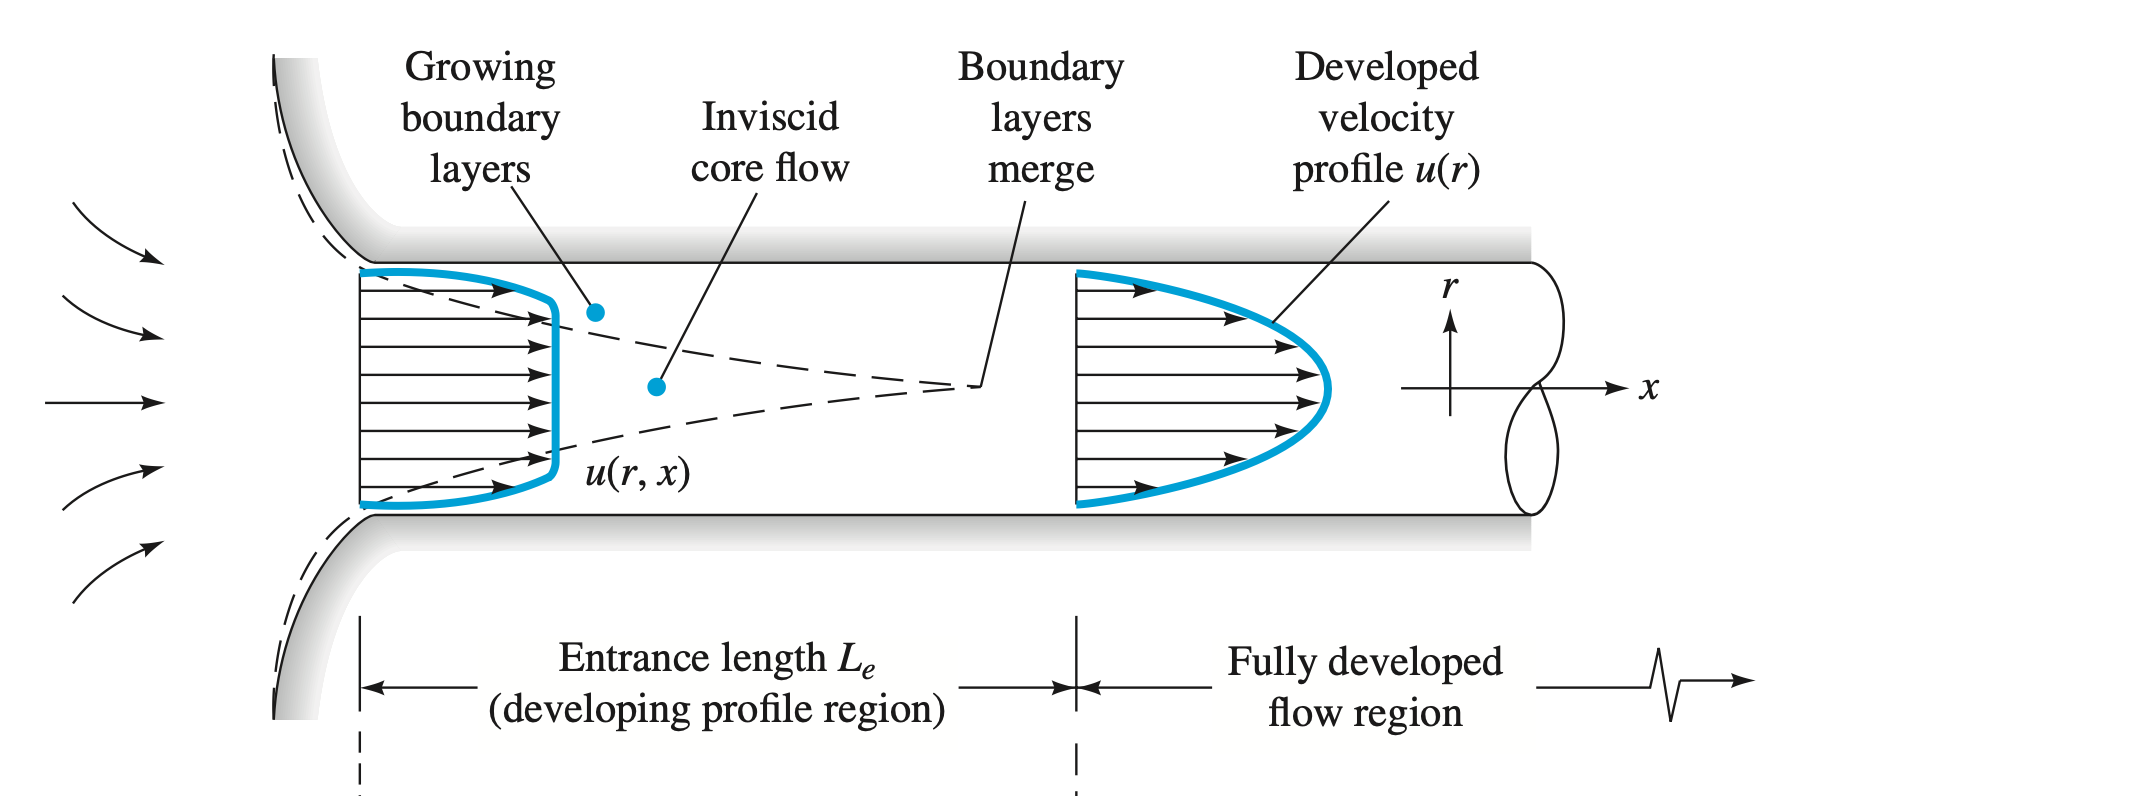 Growing
boundary
layers
Inviscid
core flow
Boundary
layers
merge
Developed
velocity
profile u(r)
r
x
u(r, x)
Entrance length Le
(developing profile region)
Fully developed
flow region